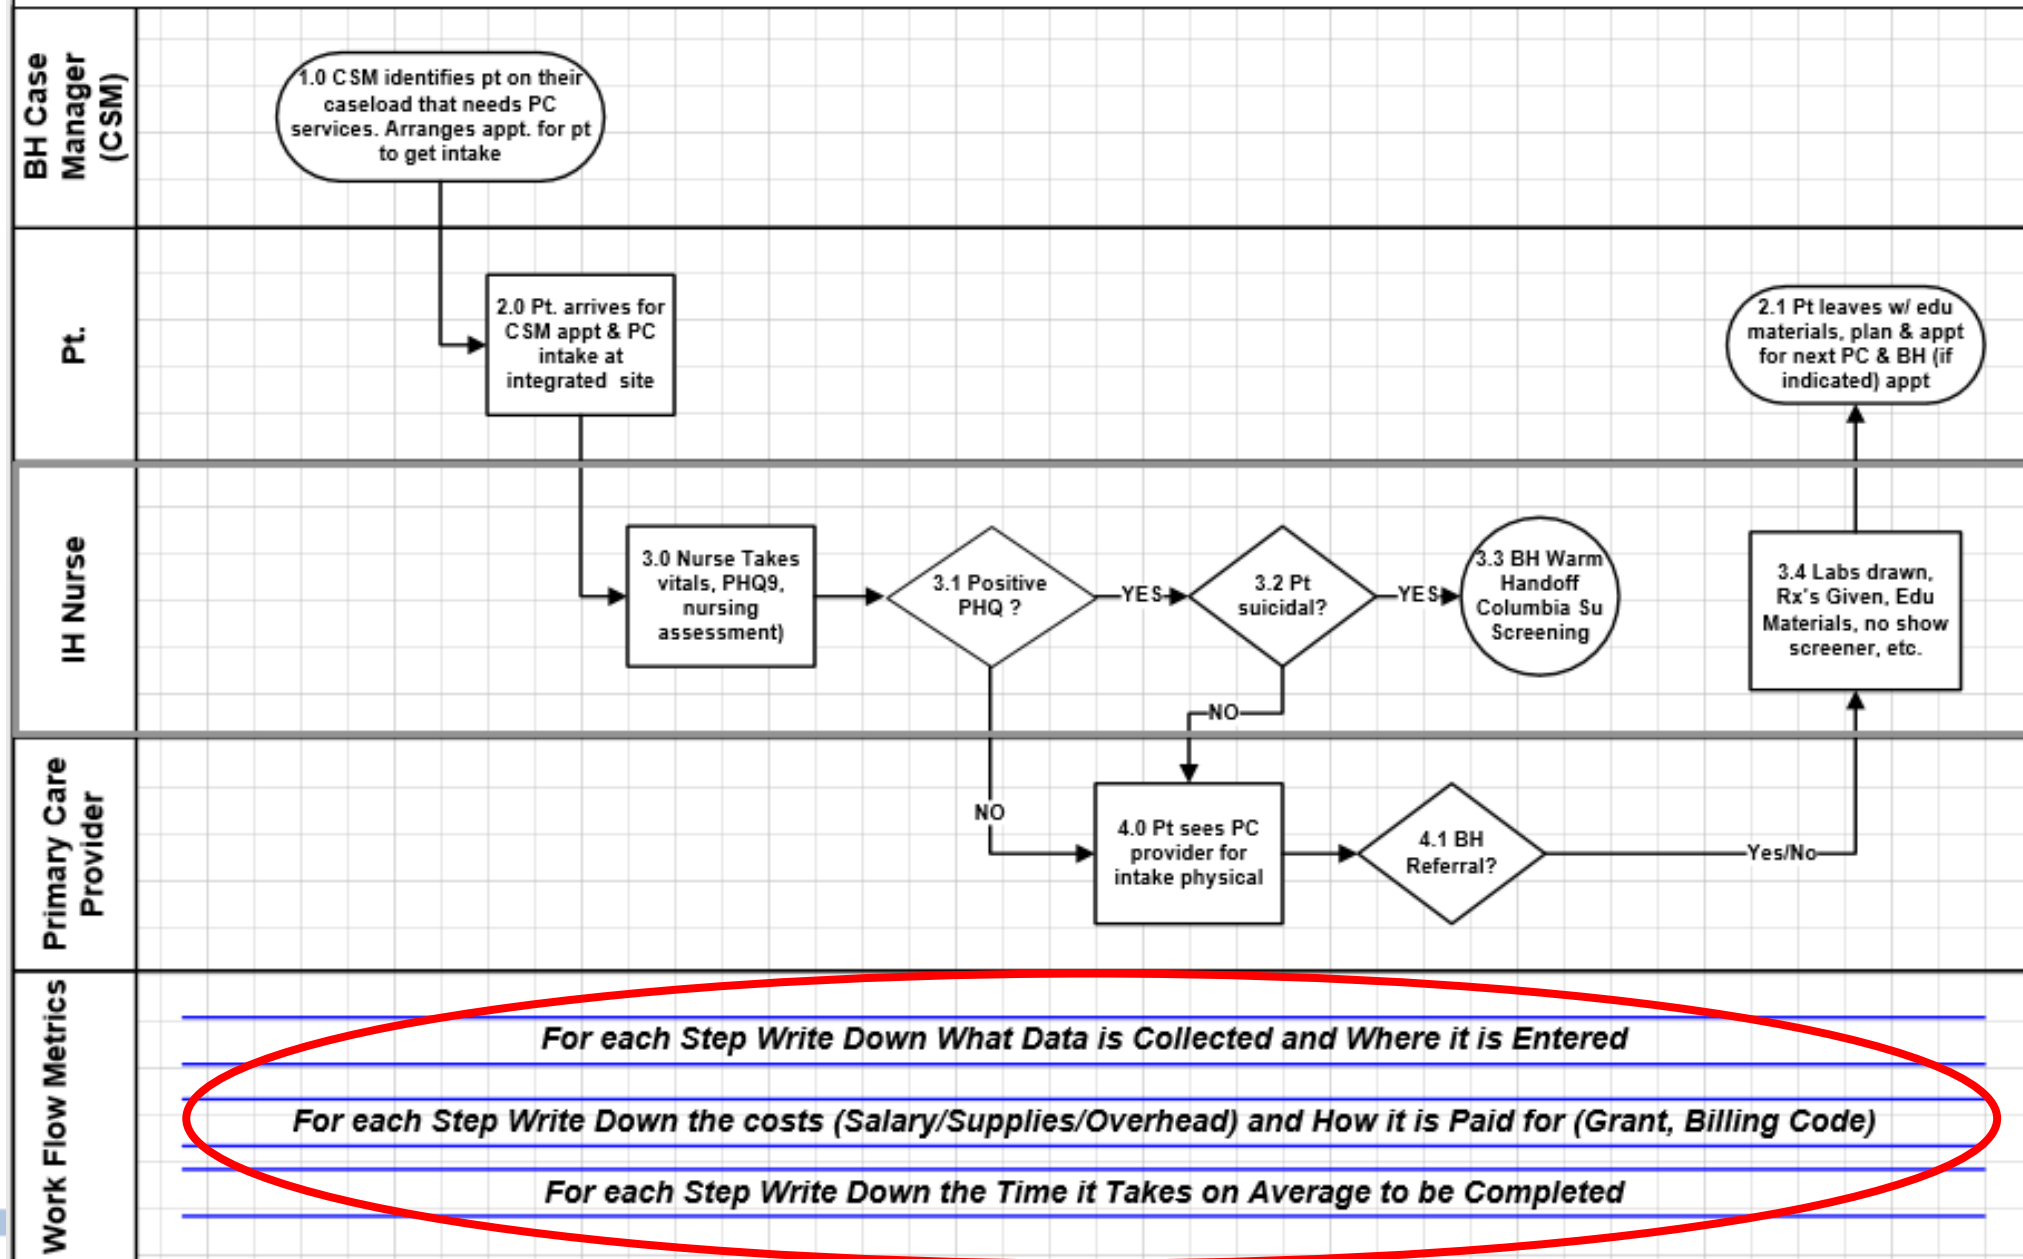 BH Case
Manager
(CSM)
1.0 CSM identifies pt on their
caseload that needs PC
services. Arranges appt. for pt
to get intake
Pt.
2.0 Pt. arrives for
CSM appt & PC
intake at
integrated site
2.1 Pt leaves w/ edu
materials, plan & appt
for next PC & BH (if
indicated) appt
IH Nurse
3.0 Nurse Takes
vitals, PHQ9,
nursing
assessment)
3.1 Positive
PHQ ?
YES
3.2 Pt
suicidal?
YES
3.3 BH Warm
Handoff
Columbia Su
Screening
3.4 Labs drawn,
Rx's Given, Edu
Materials, no show
screener, etc.
NO
Primary Care
Provider
NO
4.0 Pt sees PC
provider for
intake physical
4.1 BH
Referral?
Yes/No
Work Flow Metrics
For each Step Write Down What Data is Collected and Where it is Entered
For each Step Write Down the costs (Salary/Supplies/Overhead) and How it is Paid for (Grant, Billing Code)
For each Step Write Down the Time it Takes on Average to be Completed